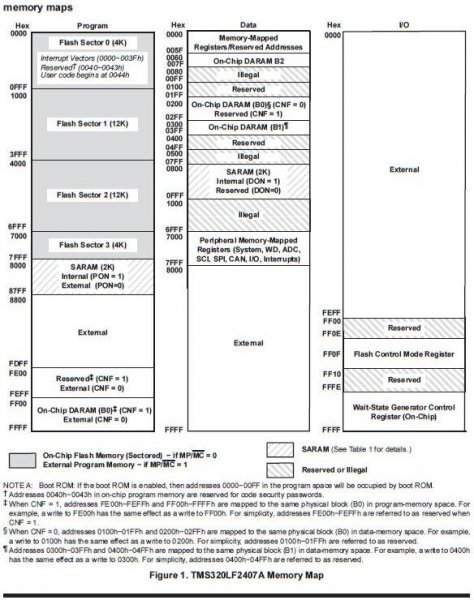 memory maps
Hex Program
0000
Flash Sector 0 (4K)
Interrupt Vectors (0000–003Fh)
Reserved† (0040–0043h)
User code begins at 0044h
0FFF
1000
Flash Sector 1 (12K)
3FFF
4000
Flash Sector 2 (12K)
6FFF
7000
Flash Sector 3 (4K)
7FFF
8000
SARAM (2K)
Internal (PON = 1)
External (PON=0)
87FF
8800
External
FDFF
FE00
Reserved‡ (CNF = 1)
External (CNF = 0)
FEFF
FF00
On-Chip DARAM (B0)‡ (CNF = 1)
External (CNF = 0)
FFFF
Hex Data
0000
Memory-Mapped
Registers/Reserved Addresses
005F
0060
On-Chip DARAM B2
007F
0080
Illegal
00FF
0100
Reserved
01FF
0200
On-Chip DARAM (B0)§ (CNF = 0)
Reserved (CNF = 1)
02FF
0300
On-Chip DARAM (B1)¶
03FF
0400
Reserved
04FF
0500
Illegal
07FF
0800
SARAM (2K)
Internal (DON = 1)
Reserved (DON=0)
0FFF
1000
Illegal
6FFF
7000
Peripheral Memory-Mapped
Registers (System, WD, ADC,
SCI, SPI, CAN, I/O, Interrupts)
7FFF
8000
External
FFFF
Hex I/O
0000
External
FEFF
FF00
Reserved
FF0E
FF0F
Flash Control Mode Register
FF10
Reserved
FFFE
FFFF
Wait-State Generator Control
Register (On-Chip)
On-Chip Flash Memory (Sectored) – if MP/MC = 0
External Program Memory – if MP/MC = 1
SARAM (See Table 1 for details.)
Reserved or Illegal
NOTE A: Boot ROM: If the boot ROM is enabled, then addresses 0000–00FF in the program space will be occupied by boot ROM.
† Addresses 0040h–0043h in on-chip program memory are reserved for code security passwords.
‡ When CNF = 1, addresses FE00h–FEFFh and FF00h–FFFFh are mapped to the same physical block (B0) in program-memory space. For
example, a write to FE00h has the same effect as a write to FF00h. For simplicity, addresses FE00h–FEFFh are referred to as reserved when
CNF = 1.
§ When CNF = 0, addresses 0100h–01FFh and 0200h–02FFh are mapped to the same physical block (B0) in data-memory space. For example,
a write to 0100h has the same effect as a write to 0200h. For simplicity, addresses 0100h–01FFh are referred to as reserved.
¶ Addresses 0300h–03FFh and 0400h–04FFh are mapped to the same physical block (B1) in data-memory space. For example, a write to 0400h
has the same effect as a write to 0300h. For simplicity, addresses 0400h–04FFh are referred to as reserved.
Figure 1. TMS320LF2407A Memory Map